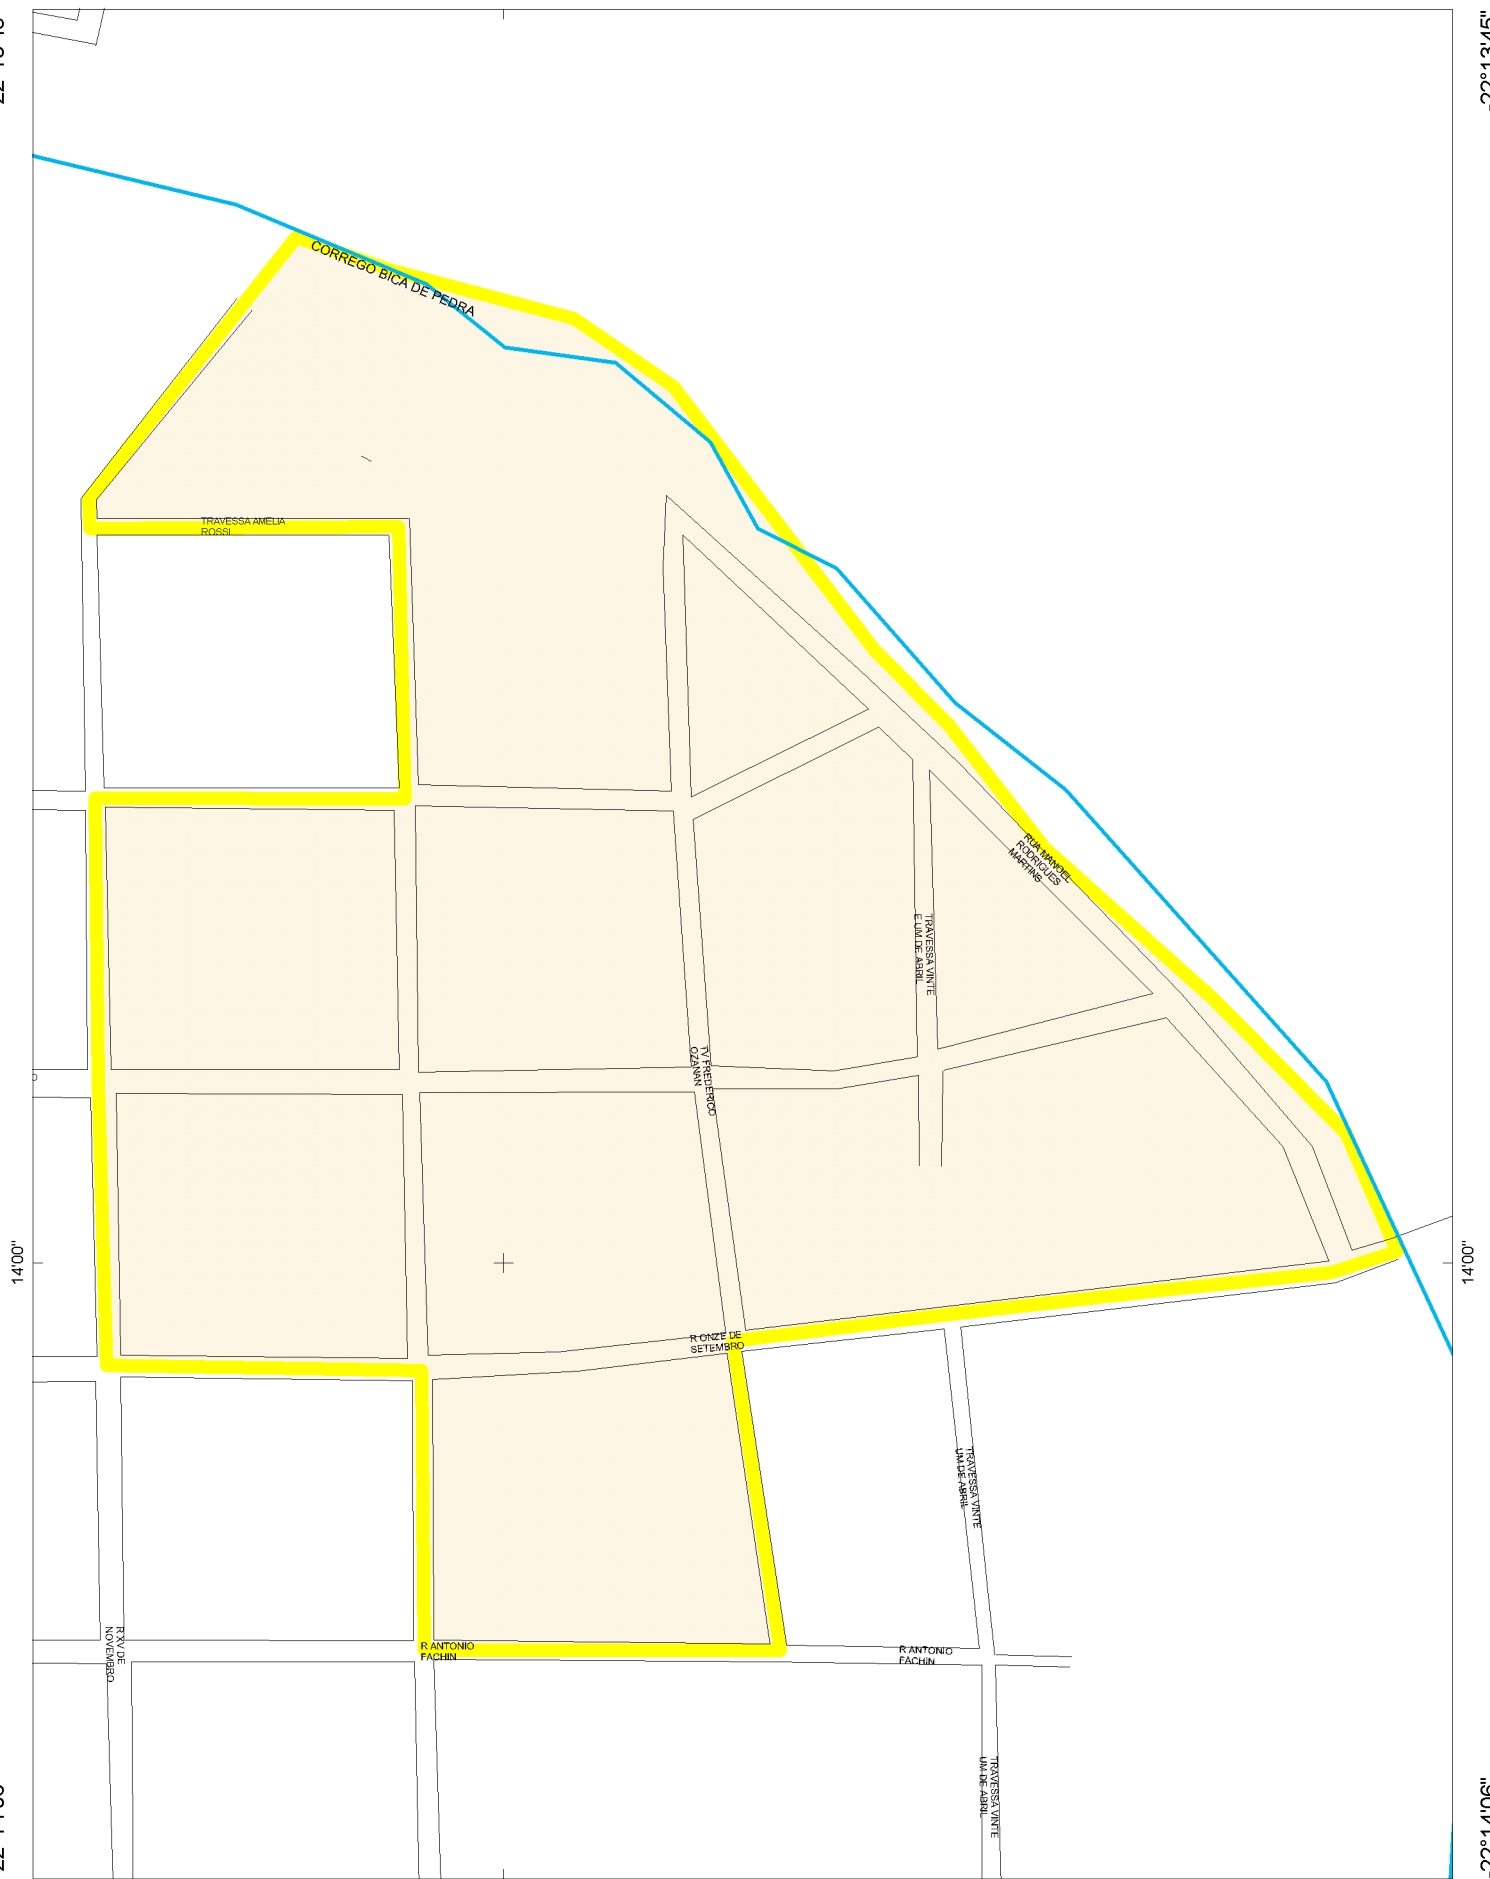 -22°13'45"
CORREGO BICA DE PEDRA
TRAVESSA AMELIA
ROSSI
RUA MANOEL
RODRIGUES
MARTINS
TRAVESSA VINTE
E UM DE ABRIL
TV FREDERICO
OZANAN
14'00"
14'00"
R ONZE DE
SETEMBRO
TRAVESSA VINTE
UM DE ABRIL
R XV DE
NOVEMBRO
R ANTONIO
FACHIN
R ANTONIO
FACHIN
TRAVESSA VINTE
UM DE ABRIL
-22°14'06"